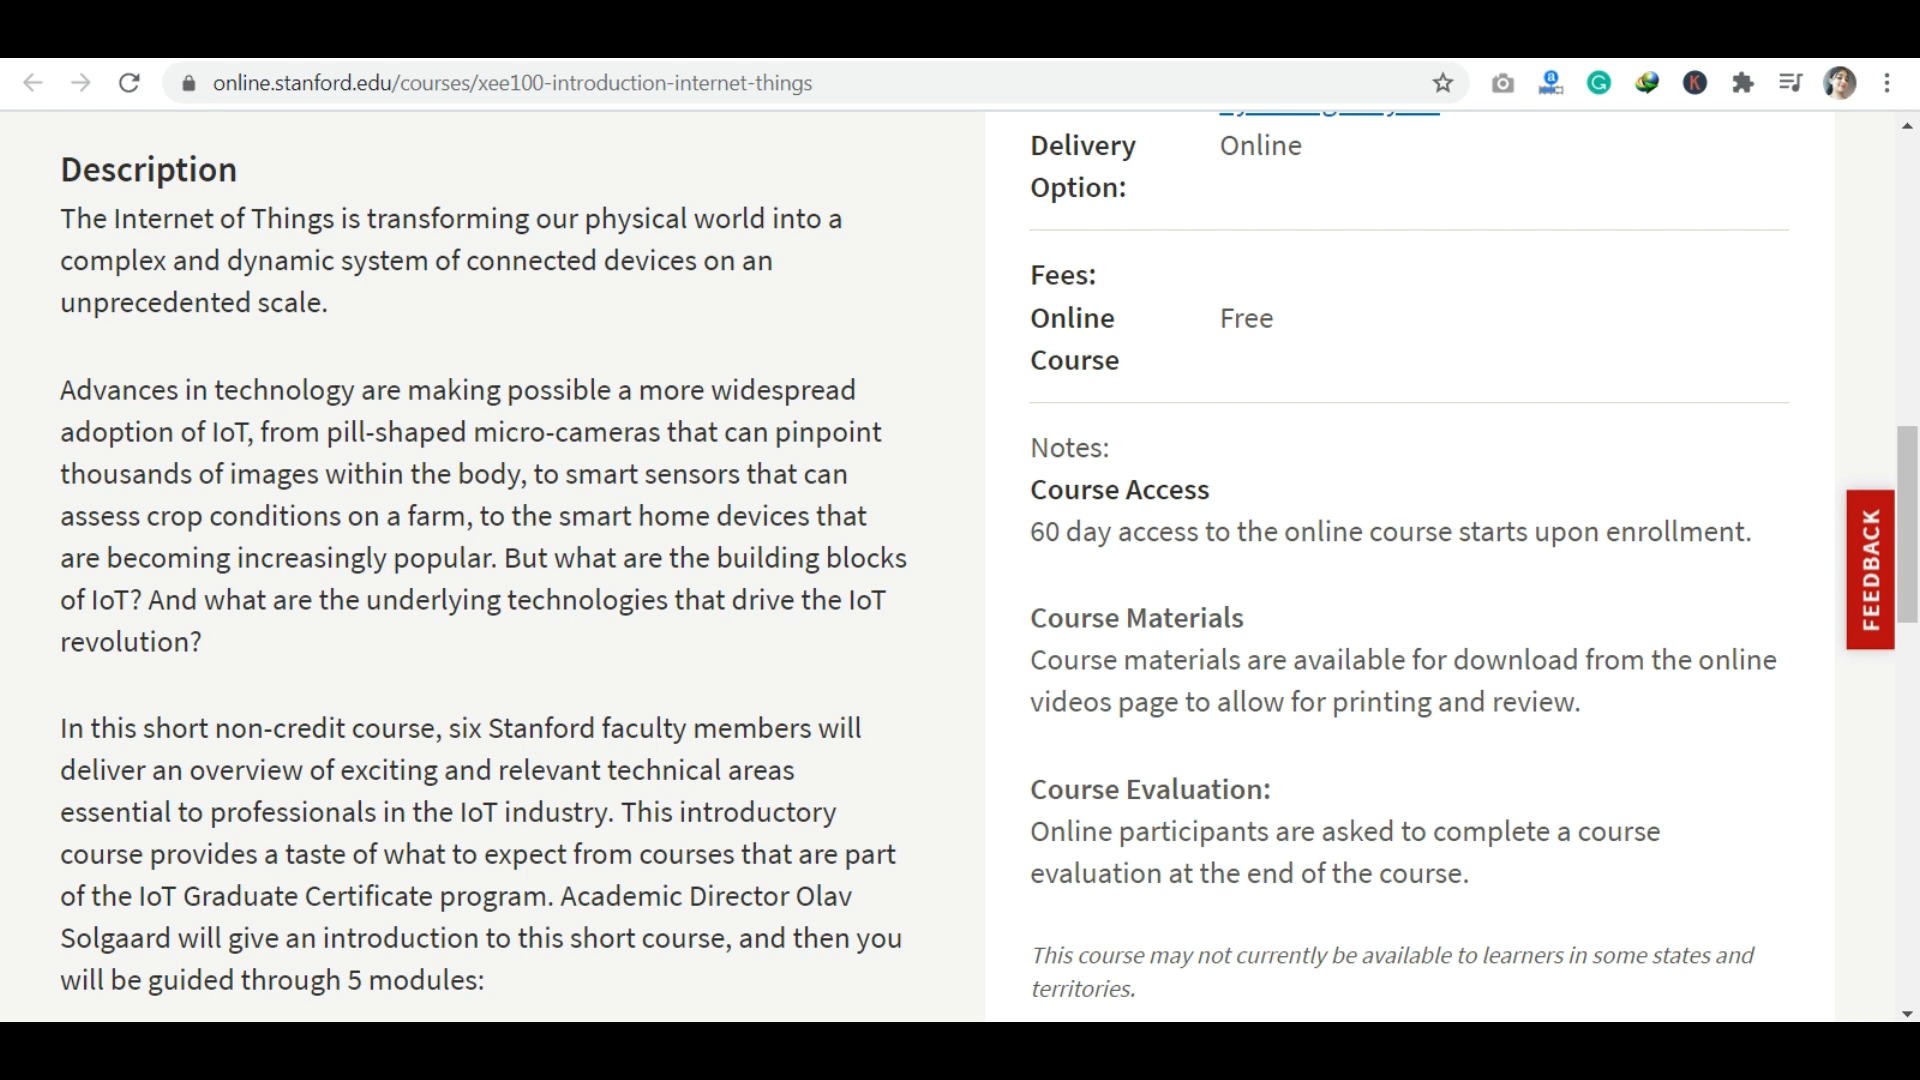 online.stanford.edu/courses/xee100-introduction-internet-things
Description
The Internet of Things is transforming our physical world into a
complex and dynamic system of connected devices on an
unprecedented scale.
Advances in technology are making possible a more widespread
adoption of IoT, from pill-shaped micro-cameras that can pinpoint
thousands of images within the body, to smart sensors that can
assess crop conditions on a farm, to the smart home devices that
are becoming increasingly popular. But what are the building blocks
of IoT? And what are the underlying technologies that drive the IoT
revolution?
In this short non-credit course, six Stanford faculty members will
deliver an overview of exciting and relevant technical areas
essential to professionals in the IoT industry. This introductory
course provides a taste of what to expect from courses that are part
of the IoT Graduate Certificate program. Academic Director Olav
Solgaard will give an introduction to this short course, and then you
will be guided through 5 modules:
Delivery Online
Option:
Fees:
Online Free
Course
Notes:
Course Access
60 day access to the online course starts upon enrollment.
Course Materials
Course materials are available for download from the online
videos page to allow for printing and review.
Course Evaluation:
Online participants are asked to complete a course
evaluation at the end of the course.
This course may not currently be available to learners in some states and
territories.
FEEDBACK